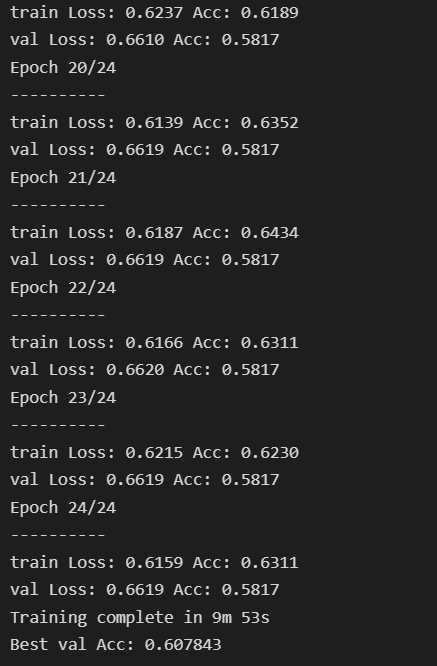 train Loss: 0.6237 Acc: 0.6189
val Loss: 0.6610 Acc: 0.5817
Epoch 20/24
----------
train Loss: 0.6139 Acc: 0.6352
val Loss: 0.6619 Acc: 0.5817
Epoch 21/24
----------
train Loss: 0.6187 Acc: 0.6434
val Loss: 0.6619 Acc: 0.5817
Epoch 22/24
----------
train Loss: 0.6166 Acc: 0.6311
val Loss: 0.6620 Acc: 0.5817
Epoch 23/24
----------
train Loss: 0.6215 Acc: 0.6230
val Loss: 0.6619 Acc: 0.5817
Epoch 24/24
----------
train Loss: 0.6159 Acc: 0.6311
val Loss: 0.6619 Acc: 0.5817
Training complete in 9m 53s
Best val Acc: 0.607843